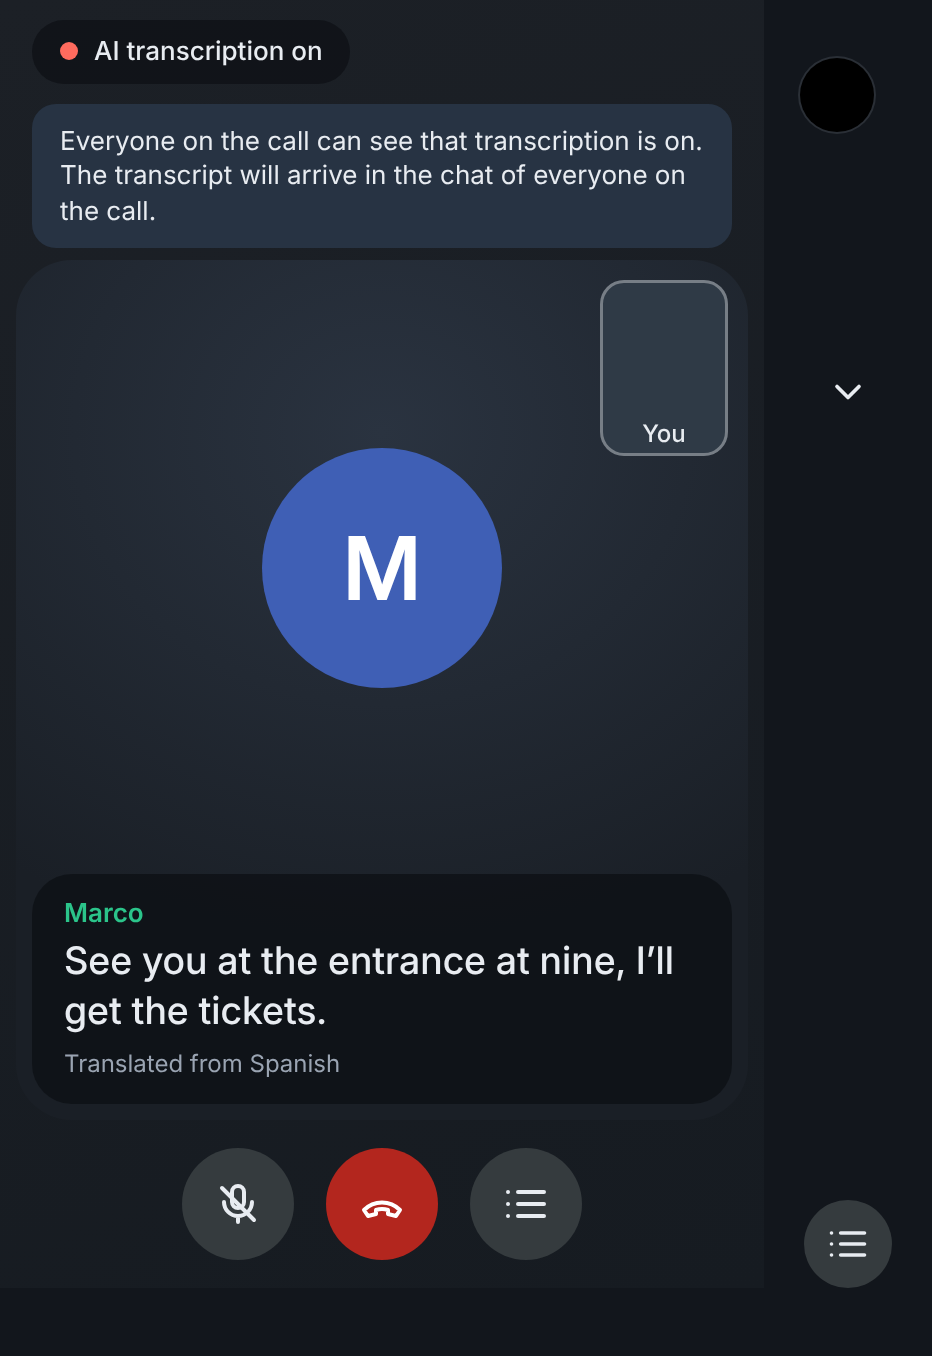 AI transcription on
Everyone on the call can see that transcription is on.
The transcript will arrive in the chat of everyone on
the call.
You
M
Marco
See you at the entrance at nine, I’ll
get the tickets.
Translated from Spanish